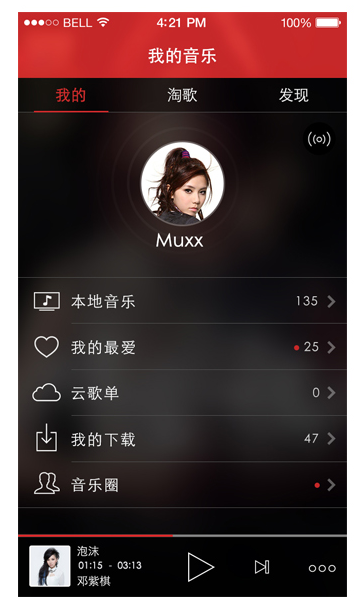 BELL 4:21 PM 100%
我的音乐
我的 淘歌 发现
Muxx
本地音乐 135
我的最爱 25
云歌单 0
我的下载 47
音乐圈
泡沫
01:15 - 03:13
邓紫棋